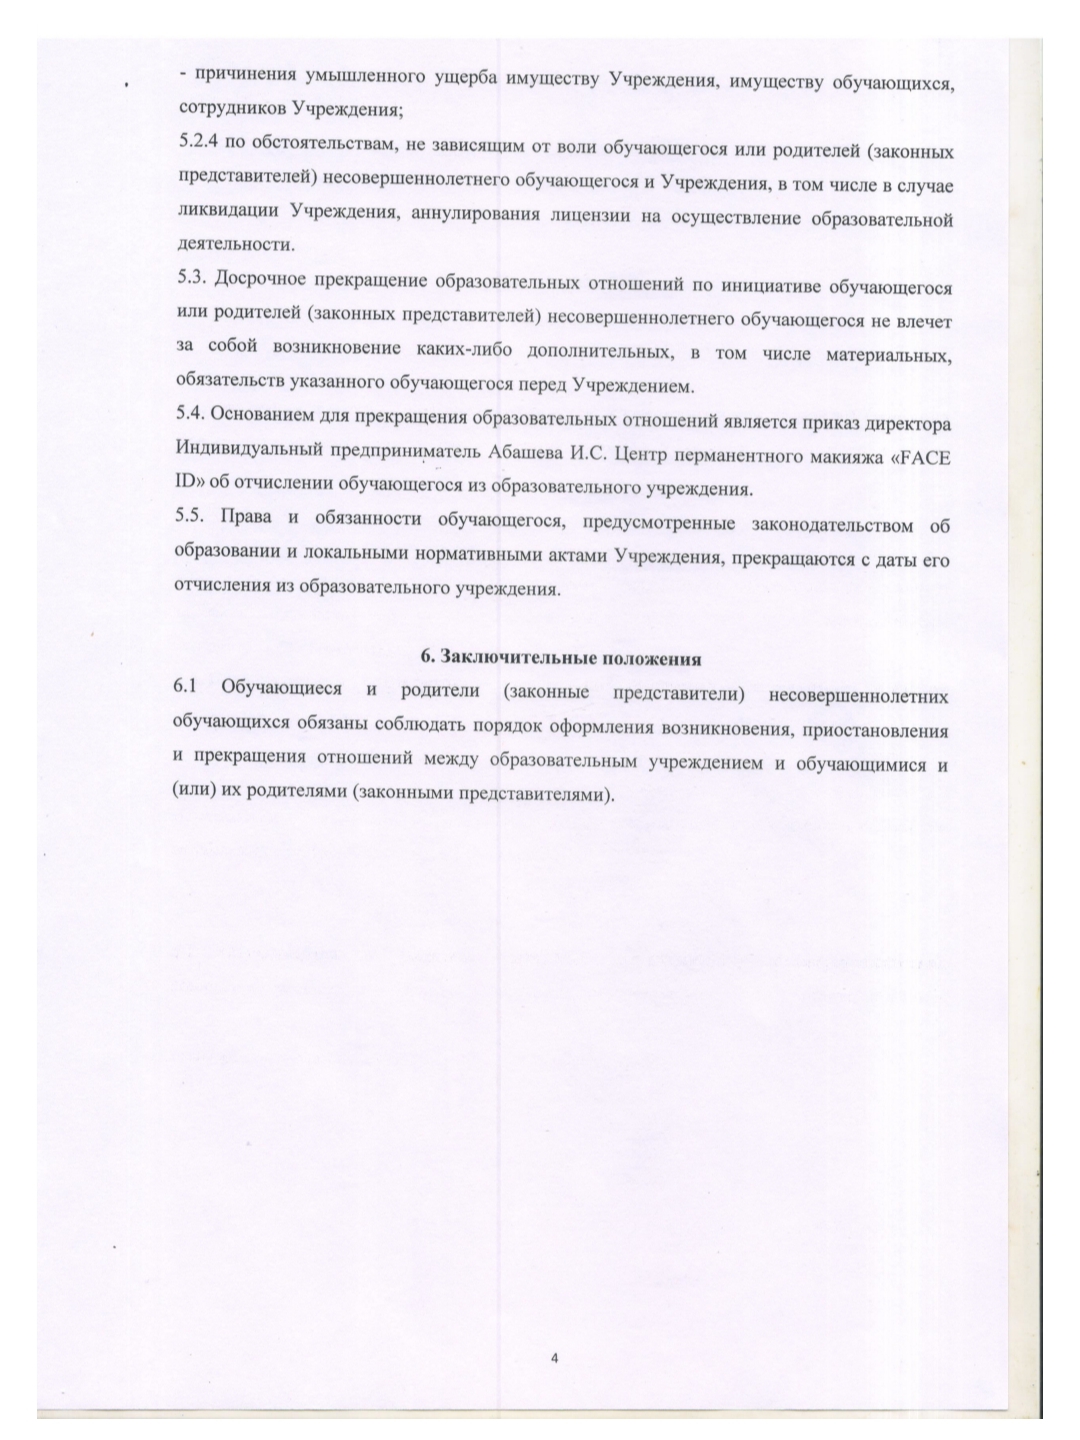 - причинения умышленного ущерба имуществу Учреждения, имуществу обучающихся,
сотрудников Учреждения;
5.2.4 по обстоятельствам, не зависящим от воли обучающегося или родителей (законных
представителей) несовершеннолетнего обучающегося и Учреждения, в том числе в случае
ликвидации Учреждения, аннулирования лицензии на осуществление образовательной
деятельности.
5.3. Досрочное прекращение образовательных отношений по инициативе обучающегося
или родителей (законных представителей) несовершеннолетнего обучающегося не влечет
за собой возникновение каких-либо дополнительных, в том числе материальных,
обязательств указанного обучающегося перед Учреждением.
5.4. Основанием для прекращения образовательных отношений является приказ директора
Индивидуальный предприниматель Абашева И.С. Центр перманентного макияжа «FACE
ID» об отчислении обучающегося из образовательного учреждения.
5.5. Права и обязанности обучающегося, предусмотренные законодательством об
образовании и локальными нормативными актами Учреждения, прекращаются с даты его
отчисления из образовательного учреждения.
6. Заключительные положения
6.1 Обучающиеся и родители (законные представители) несовершеннолетних
обучающихся обязаны соблюдать порядок оформления возникновения, приостановления
и прекращения отношений между образовательным учреждением и обучающимися и
(или) их родителями (законными представителями).
4